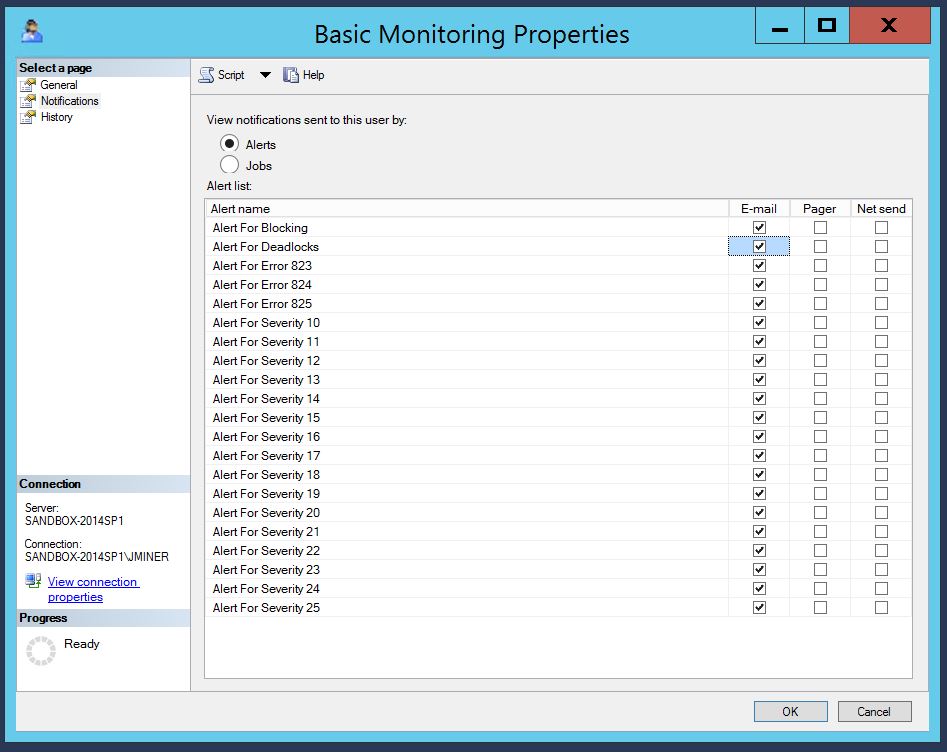 Basic Monitoring Properties
Select a page
General
Notifications
History
Script
Help
View notifications sent to this user by:
Alerts
Jobs
Alert list:
Alert name E-mail Pager Net send
Alert For Blocking
Alert For Deadlocks
Alert For Error 823
Alert For Error 824
Alert For Error 825
Alert For Severity 10
Alert For Severity 11
Alert For Severity 12
Alert For Severity 13
Alert For Severity 14
Alert For Severity 15
Alert For Severity 16
Alert For Severity 17
Alert For Severity 18
Alert For Severity 19
Alert For Severity 20
Alert For Severity 21
Alert For Severity 22
Alert For Severity 23
Alert For Severity 24
Alert For Severity 25
Connection
Server:
SANDBOX-2014SP1
Connection:
SANDBOX-2014SP1\JMINER
View connection
properties
Progress
Ready
OK Cancel